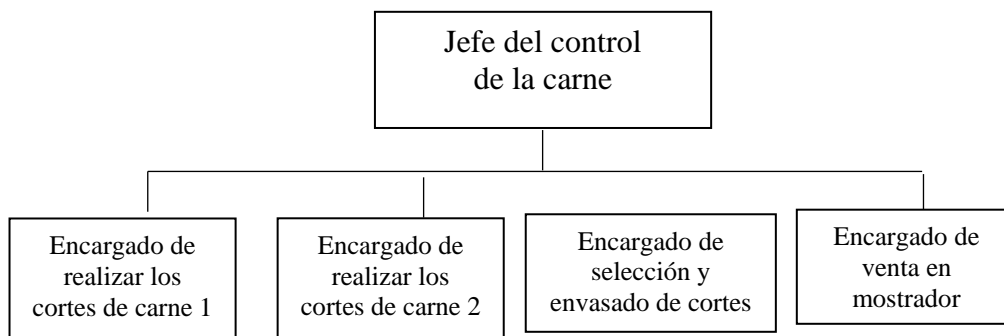 Jefe del control
de la carne
Encargado de
realizar los
cortes de carne 1
Encargado de
realizar los
cortes de carne 2
Encargado de
selección y
envasado de cortes
Encargado de
venta en
mostrador